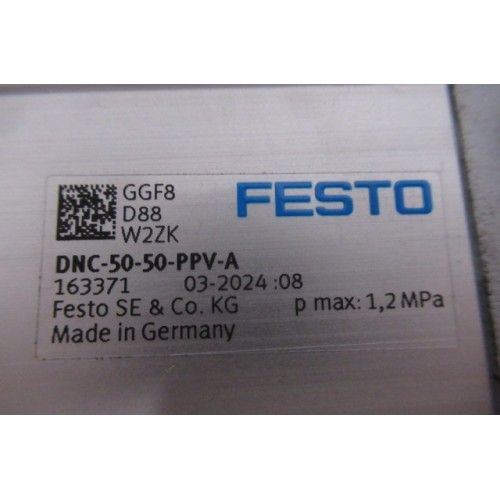 GGF8
D88
W2ZK
FESTO
DNC-50-50-PPV-A
163371 03-2024 :08
Festo SE & Co. KG p max: 1,2 MPa
Made in Germany